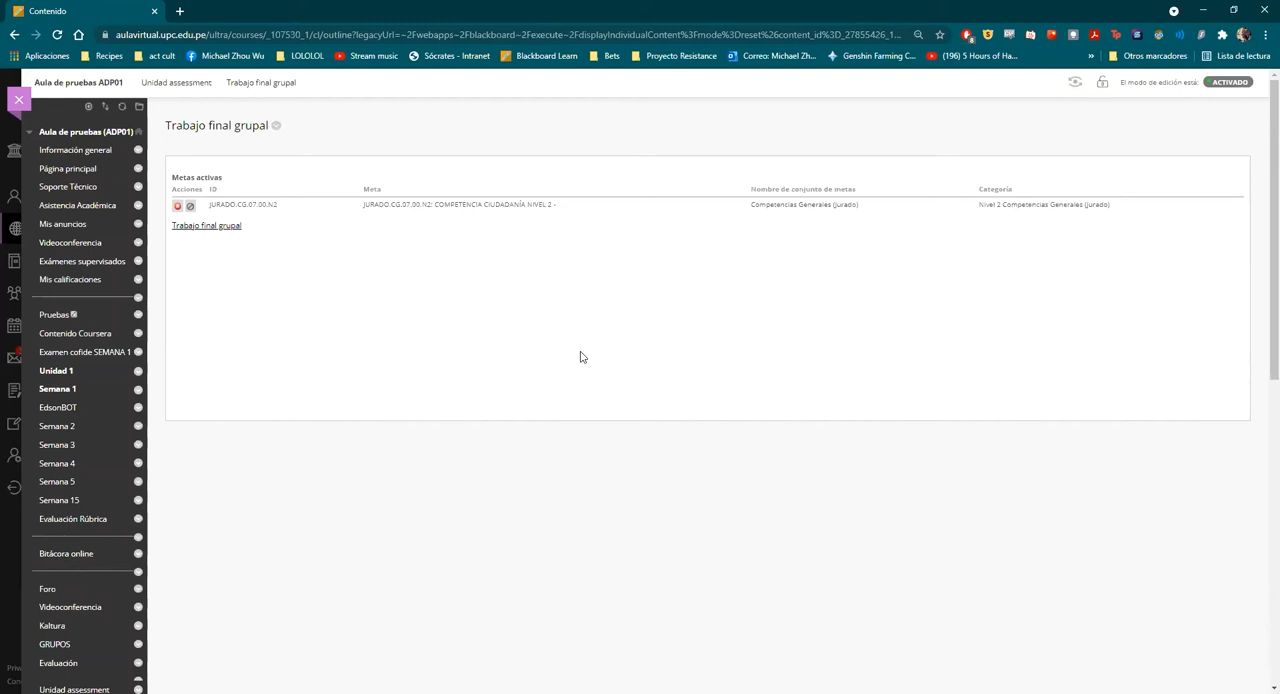 Contenido
aulavirtual.upc.edu.pe/ultra/courses/_107530_1/cl/outline?legacyUrl=~2Fwebapps~2Fblackboard~2Fexecute~2FdisplayIndividualContent%3Fmode%3Dreset%26content_id%3D_27855426_1...
Aplicaciones
Recipes
act cult
Michael Zhou Wu
LOLOLOL
Stream music
Sócrates - Intranet
Blackboard Learn
Bets
Proyecto Resistance
Correo: Michael Zh...
Genshin Farming C...
(196) 5 Hours of Ha...
»
Otros marcadores
Lista de lectura
Aula de pruebas ADP01
Unidad assessment
Trabajo final grupal
El modo de edición está:
ACTIVADO
Aula de pruebas (ADP01)
Información general
Página principal
Soporte Técnico
Asistencia Académica
Mis anuncios
Videoconferencia
Exámenes supervisados
Mis calificaciones
Pruebas
Contenido Coursera
Examen cofide SEMANA 1
Unidad 1
Semana 1
EdsonBOT
Semana 2
Semana 3
Semana 4
Semana 5
Semana 15
Evaluación Rúbrica
Bitácora online
Foro
Videoconferencia
Kaltura
GRUPOS
Evaluación
Unidad assessment
Priva
Trabajo final grupal
Metas activas
Acciones ID Meta Nombre de conjunto de metas Categoría
JURADO.CG.07.00.N2 JURADO.CG.07.00.N2: COMPETENCIA CIUDADANÍA NIVEL 2 - Competencias Generales (Jurado) Nivel 2 Competencias Generales (Jurado)
Trabajo final grupal